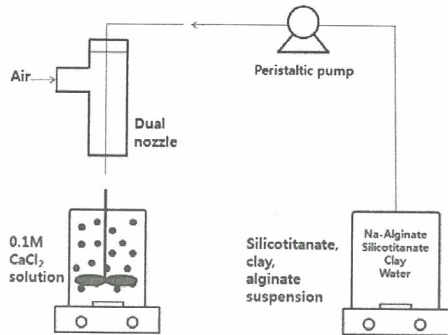 Air
Dual
nozzle
Peristaltic pump
0.1M
CaCl₂
solution
Silicotitanate,
clay,
alginate
suspension
Na-Alginate
Silicotitanate
Clay
Water